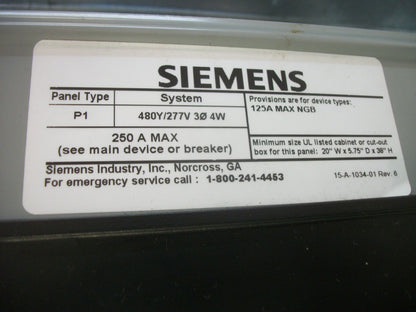 SIEMENS
Panel Type System
P1 480Y/277V 3Ø 4W
250 A MAX
(see main device or breaker)
Provisions are for device types:
125A MAX NGB
Minimum size UL listed cabinet or cut-out
box for this panel: 20" W x 5.75" D x 38" H
Siemens Industry, Inc., Norcross, GA
For emergency service call : 1-800-241-4453
15-A-1034-01 Rev. 6